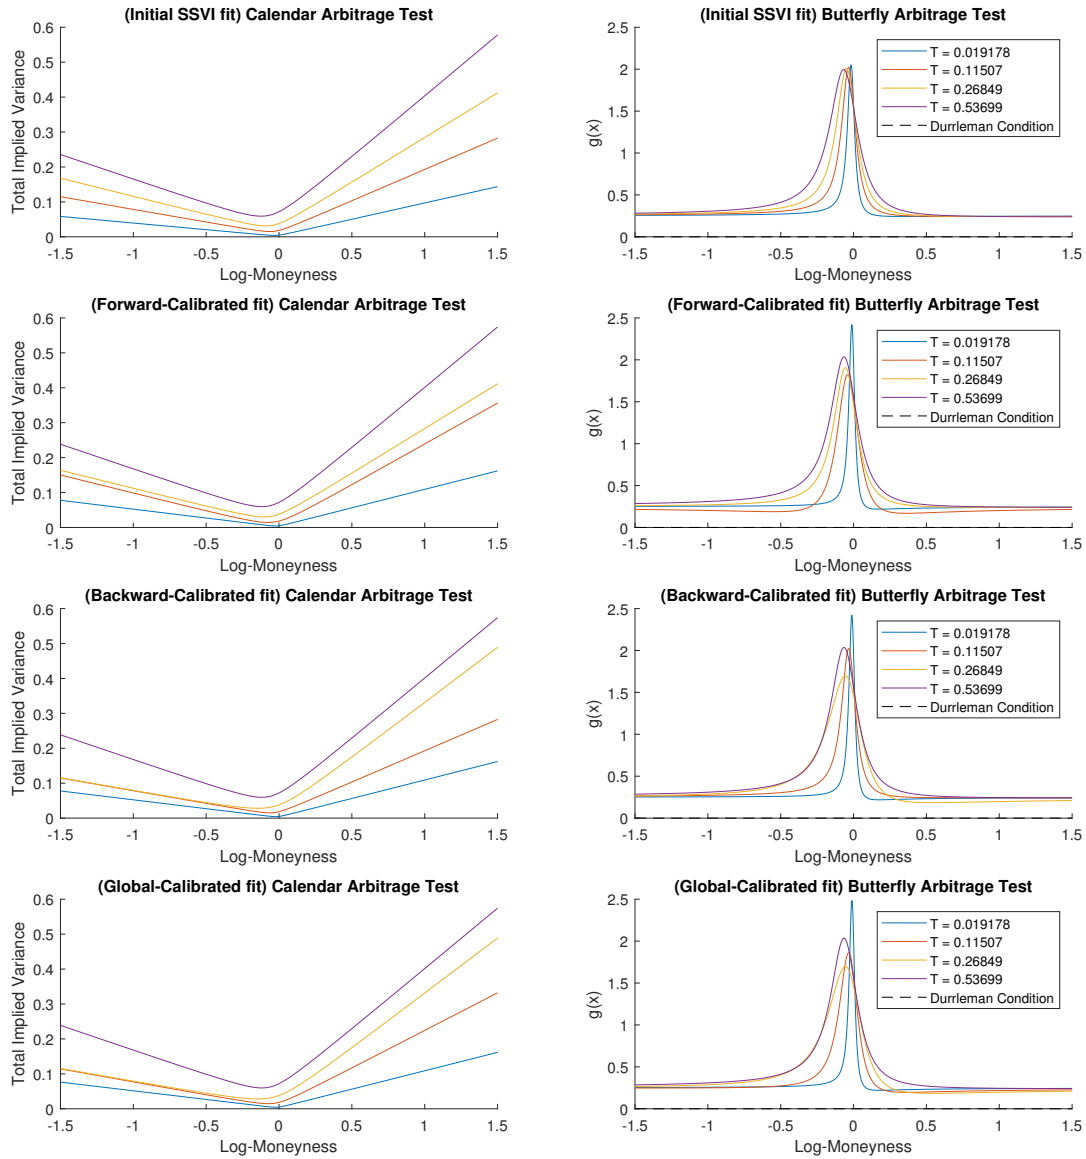 (Initial SSVI fit) Calendar Arbitrage Test
Total Implied Variance
0.6
0.5
0.4
0.3
0.2
0.1
0
-1.5 -1 -0.5 0 0.5 1 1.5
Log-Moneyness
(Initial SSVI fit) Butterfly Arbitrage Test
g(x)
2.5
2
1.5
1
0.5
0
T = 0.019178
T = 0.11507
T = 0.26849
T = 0.53699
Durrleman Condition
-1.5 -1 -0.5 0 0.5 1 1.5
Log-Moneyness
(Forward-Calibrated fit) Calendar Arbitrage Test
Total Implied Variance
0.6
0.5
0.4
0.3
0.2
0.1
0
-1.5 -1 -0.5 0 0.5 1 1.5
Log-Moneyness
(Forward-Calibrated fit) Butterfly Arbitrage Test
g(x)
2.5
2
1.5
1
0.5
0
T = 0.019178
T = 0.11507
T = 0.26849
T = 0.53699
Durrleman Condition
-1.5 -1 -0.5 0 0.5 1 1.5
Log-Moneyness
(Backward-Calibrated fit) Calendar Arbitrage Test
Total Implied Variance
0.6
0.5
0.4
0.3
0.2
0.1
0
-1.5 -1 -0.5 0 0.5 1 1.5
Log-Moneyness
(Backward-Calibrated fit) Butterfly Arbitrage Test
g(x)
2.5
2
1.5
1
0.5
0
T = 0.019178
T = 0.11507
T = 0.26849
T = 0.53699
Durrleman Condition
-1.5 -1 -0.5 0 0.5 1 1.5
Log-Moneyness
(Global-Calibrated fit) Calendar Arbitrage Test
Total Implied Variance
0.6
0.5
0.4
0.3
0.2
0.1
0
-1.5 -1 -0.5 0 0.5 1 1.5
Log-Moneyness
(Global-Calibrated fit) Butterfly Arbitrage Test
g(x)
2.5
2
1.5
1
0.5
0
T = 0.019178
T = 0.11507
T = 0.26849
T = 0.53699
Durrleman Condition
-1.5 -1 -0.5 0 0.5 1 1.5
Log-Moneyness